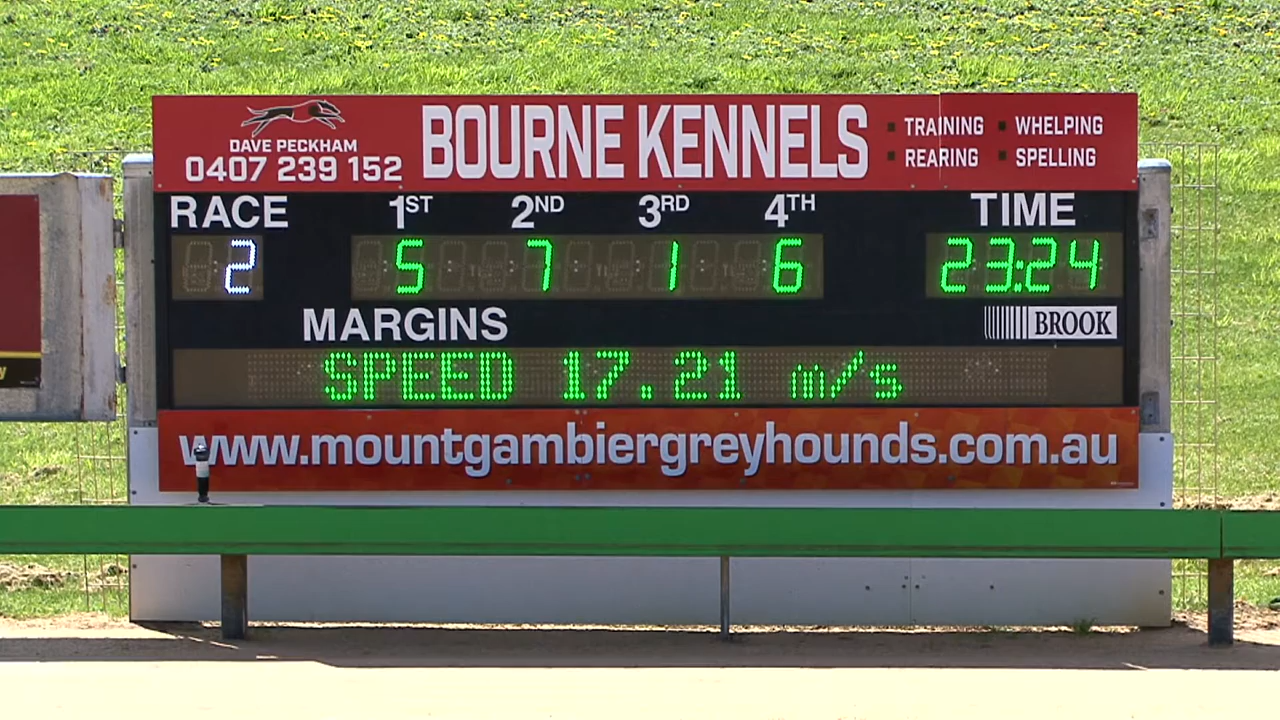 DAVE PECKHAM
0407 239 152
BOURNE KENNELS
TRAINING WHELPING
REARING SPELLING
RACE 1ST 2ND 3RD 4TH TIME
2 5 7 1 6 23:24
MARGINS
BROOK
SPEED 17.21 m/s
www.mountgambiergreyhounds.com.au